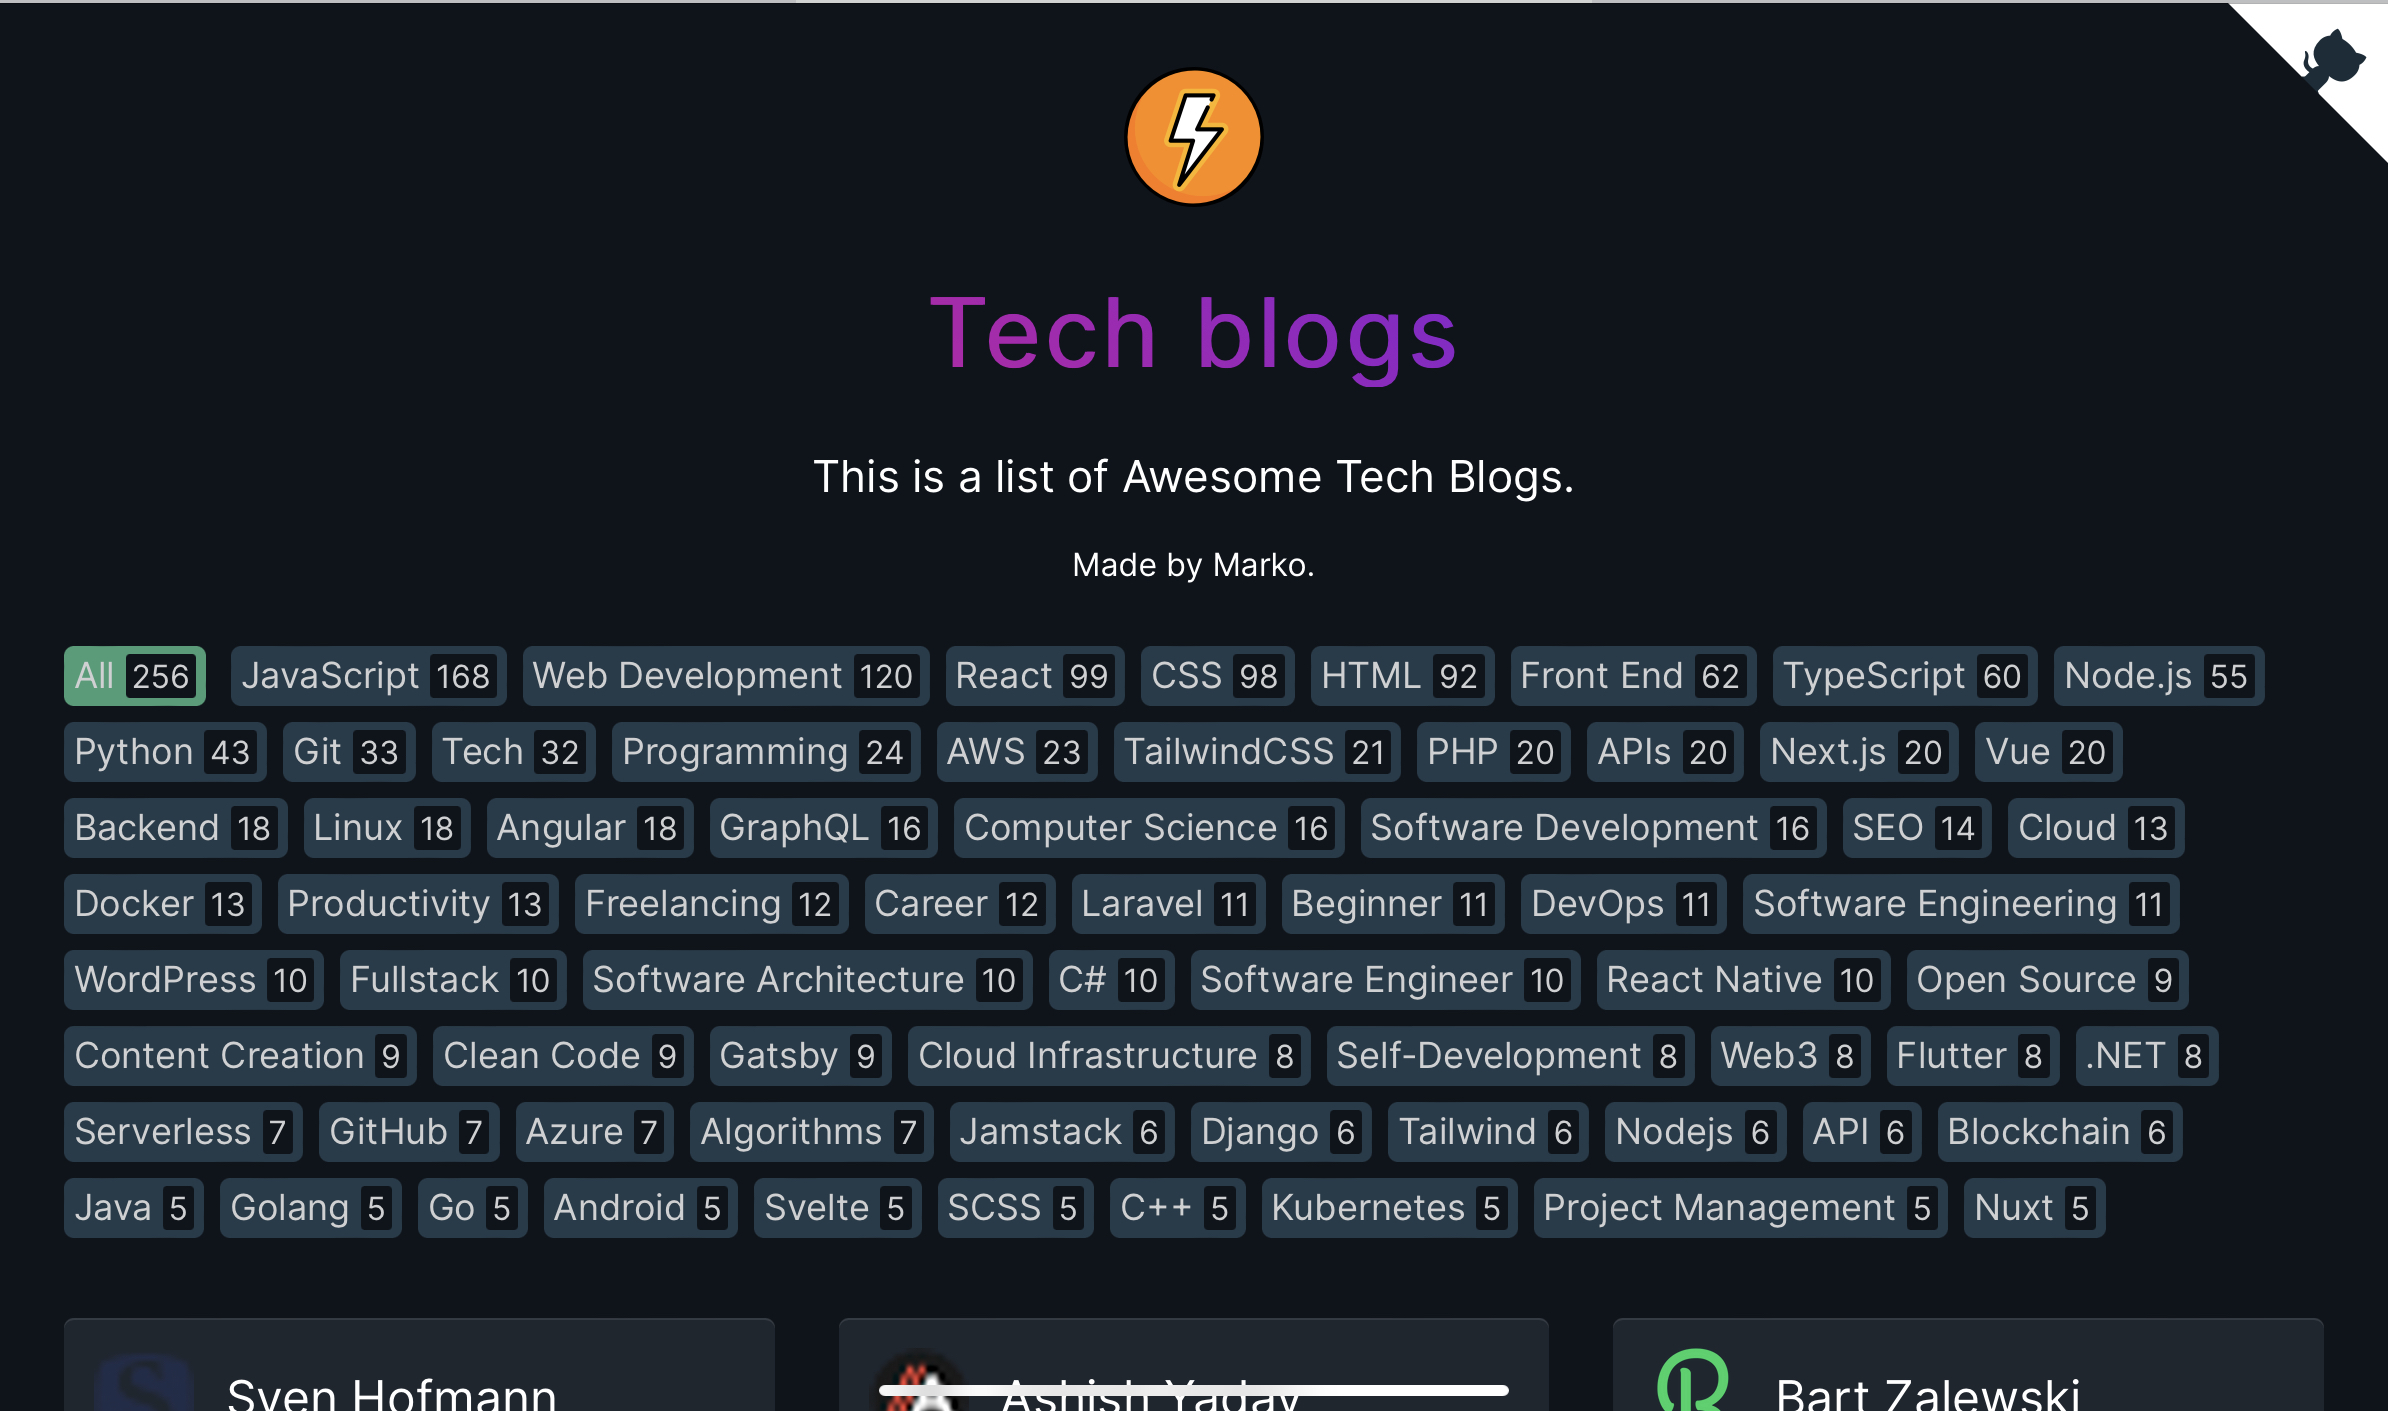 Tech blogs
This is a list of Awesome Tech Blogs.
Made by Marko.
All 256 JavaScript 168 Web Development 120 React 99 CSS 98 HTML 92 Front End 62 TypeScript 60 Node.js 55
Python 43 Git 33 Tech 32 Programming 24 AWS 23 TailwindCSS 21 PHP 20 APIs 20 Next.js 20 Vue 20
Backend 18 Linux 18 Angular 18 GraphQL 16 Computer Science 16 Software Development 16 SEO 14 Cloud 13
Docker 13 Productivity 13 Freelancing 12 Career 12 Laravel 11 Beginner 11 DevOps 11 Software Engineering 11
WordPress 10 Fullstack 10 Software Architecture 10 C# 10 Software Engineer 10 React Native 10 Open Source 9
Content Creation 9 Clean Code 9 Gatsby 9 Cloud Infrastructure 8 Self-Development 8 Web3 8 Flutter 8 .NET 8
Serverless 7 GitHub 7 Azure 7 Algorithms 7 Jamstack 6 Django 6 Tailwind 6 Nodejs 6 API 6 Blockchain 6
Java 5 Golang 5 Go 5 Android 5 Svelte 5 SCSS 5 C++ 5 Kubernetes 5 Project Management 5 Nuxt 5
Sven Hofmann Ashish Yadav Bart Zalewski